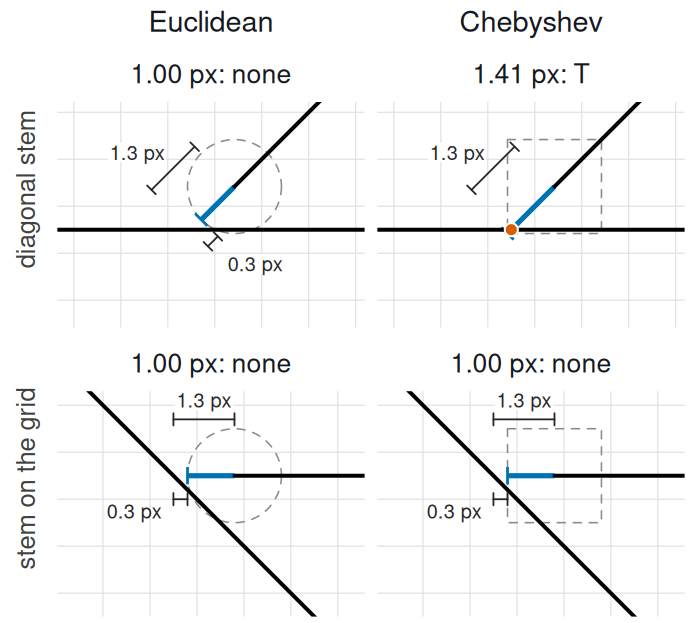 Euclidean
Chebyshev
1.00 px: none
1.41 px: T
diagonal stem
1.3 px
0.3 px
1.3 px
1.00 px: none
1.00 px: none
stem on the grid
1.3 px
0.3 px
1.3 px
0.3 px